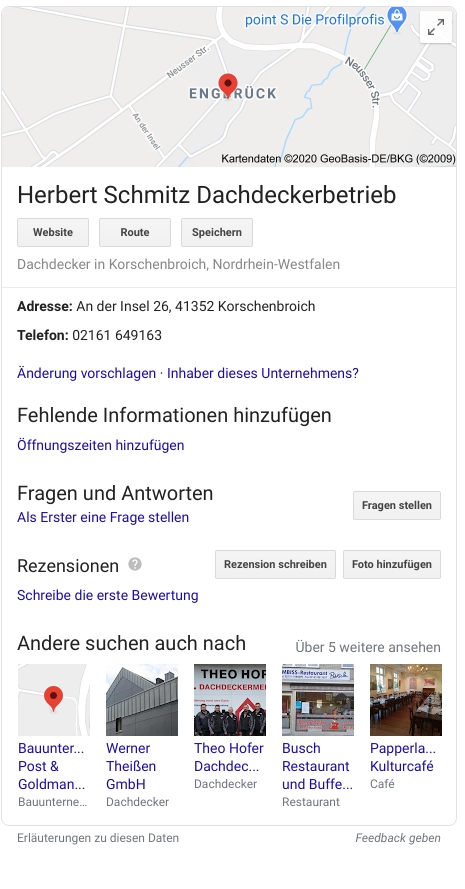 point S Die Profilprofis
Neusser Str.
Neusser Str.
ENGBRÜCK
An der Insel
Kartendaten ©2020 GeoBasis-DE/BKG (©2009)
Herbert Schmitz Dachdeckerbetrieb
Website Route Speichern
Dachdecker in Korschenbroich, Nordrhein-Westfalen
Adresse: An der Insel 26, 41352 Korschenbroich
Telefon: 02161 649163
Änderung vorschlagen · Inhaber dieses Unternehmens?
Fehlende Informationen hinzufügen
Öffnungszeiten hinzufügen
Fragen und Antworten
Fragen stellen
Als Erster eine Frage stellen
Rezensionen ? Rezension schreiben Foto hinzufügen
Schreibe die erste Bewertung
Andere suchen auch nach
Über 5 weitere ansehen
THEO HOF
DACHDECKERMEI
MBISS-Restaurant Busch
Bauunter...
Post &
Goldman...
Bauunterne...
Werner
Theißen
GmbH
Dachdecker
Theo Hofer
Dachdec...
Dachdecker
Busch
Restaurant
und Buffe...
Restaurant
Papperla...
Kulturcafé
Café
Erläuterungen zu diesen Daten
Feedback geben